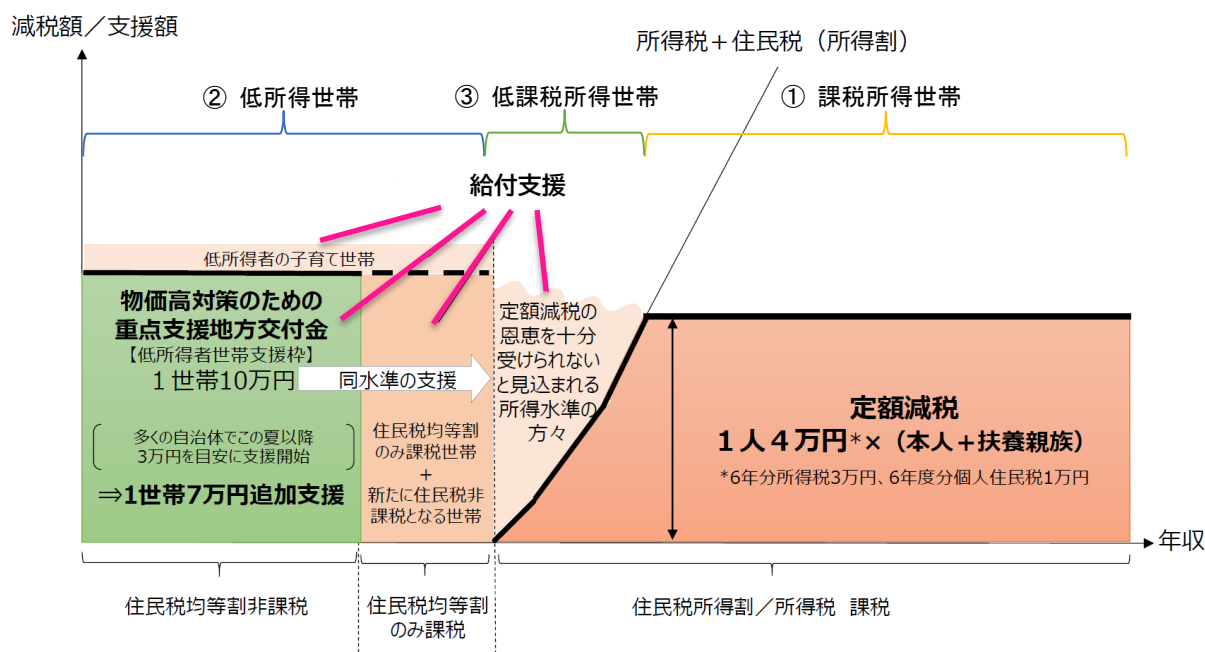 減税額／支援額
所得税＋住民税（所得割）
② 低所得世帯
③ 低課税所得世帯
① 課税所得世帯
給付支援
低所得者の子育て世帯
物価高対策のための
重点支援地方交付金
【低所得者世帯支援枠】
１世帯10万円
同水準の支援
多くの自治体でこの夏以降
3万円を目安に支援開始
⇒1世帯7万円追加支援
住民税均等割
のみ課税世帯
+
新たに住民税非
課税となる世帯
定額減税の
恩恵を十分
受けられない
と見込まれる
所得水準の
方々
定額減税
１人４万円*×（本人＋扶養親族）
*6年分所得税3万円、6年度分個人住民税1万円
年収
住民税均等割非課税
住民税均等割
のみ課税
住民税所得割／所得税 課税